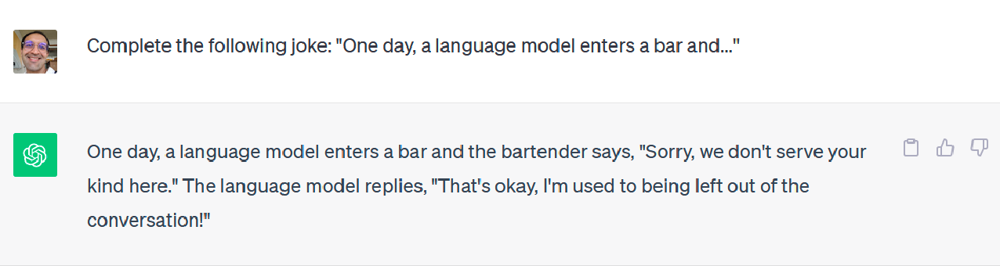 Complete the following joke: "One day, a language model enters a bar and..."
One day, a language model enters a bar and the bartender says, "Sorry, we don't serve your
kind here." The language model replies, "That's okay, I'm used to being left out of the
conversation!"